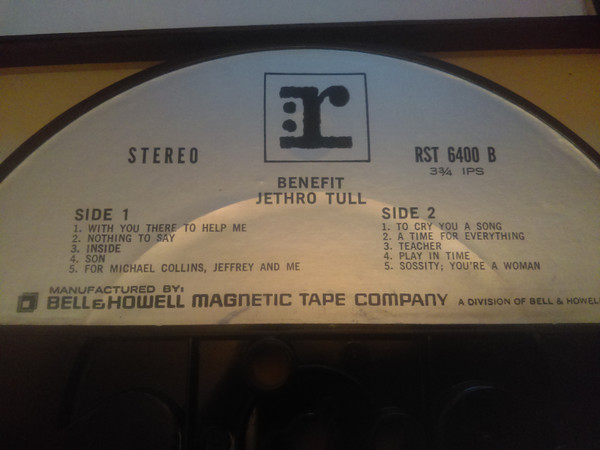 :r
STEREO
RST 6400 B
3¾ IPS
BENEFIT
JETHRO TULL
SIDE 1
1. WITH YOU THERE TO HELP ME
2. NOTHING TO SAY
3. INSIDE
4. SON
5. FOR MICHAEL COLLINS, JEFFREY AND ME
SIDE 2
1. TO CRY YOU A SONG
2. A TIME FOR EVERYTHING
3. TEACHER
4. PLAY IN TIME
5. SOSSITY; YOU'RE A WOMAN
MANUFACTURED BY:
BELL & HOWELL MAGNETIC TAPE COMPANY A DIVISION OF BELL & HOWELL